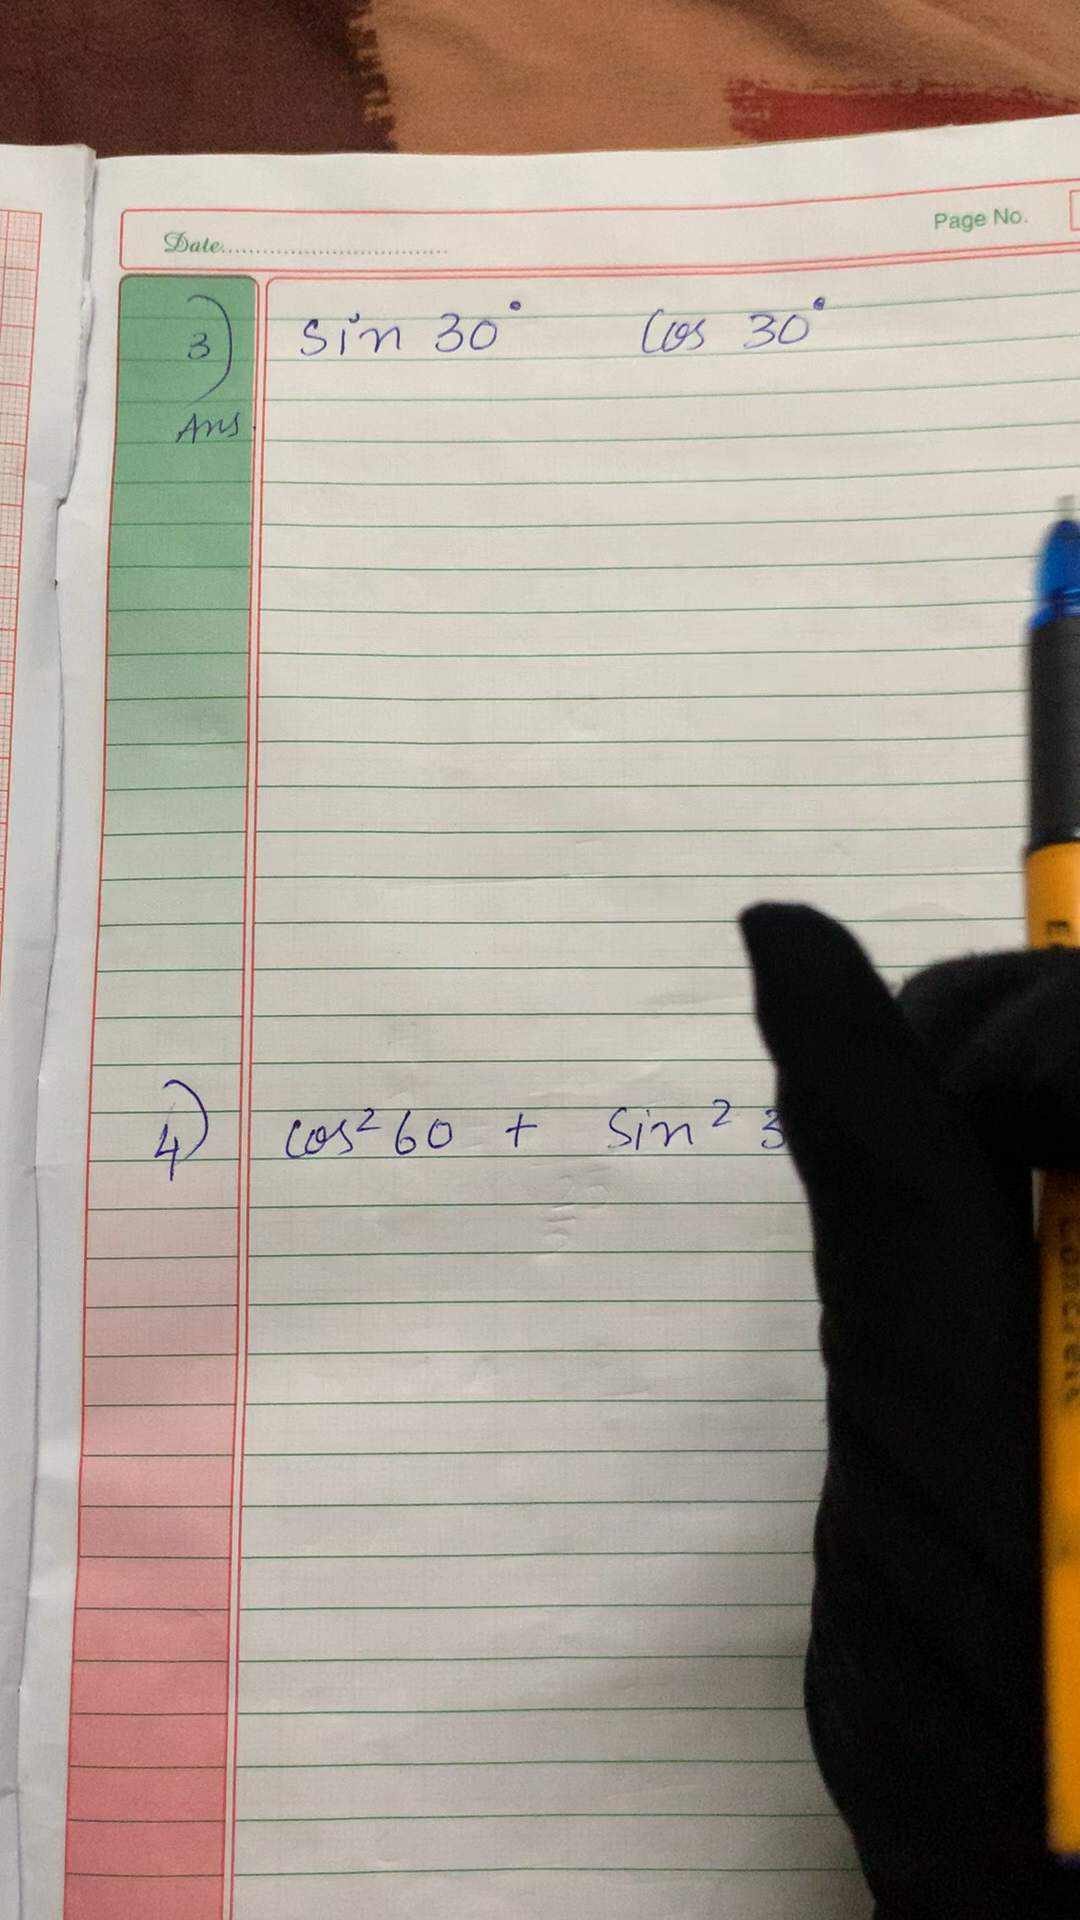 Date
Page No.
3) sin 30° cos 30°
Ans.
4) cos² 60 + sin² 3